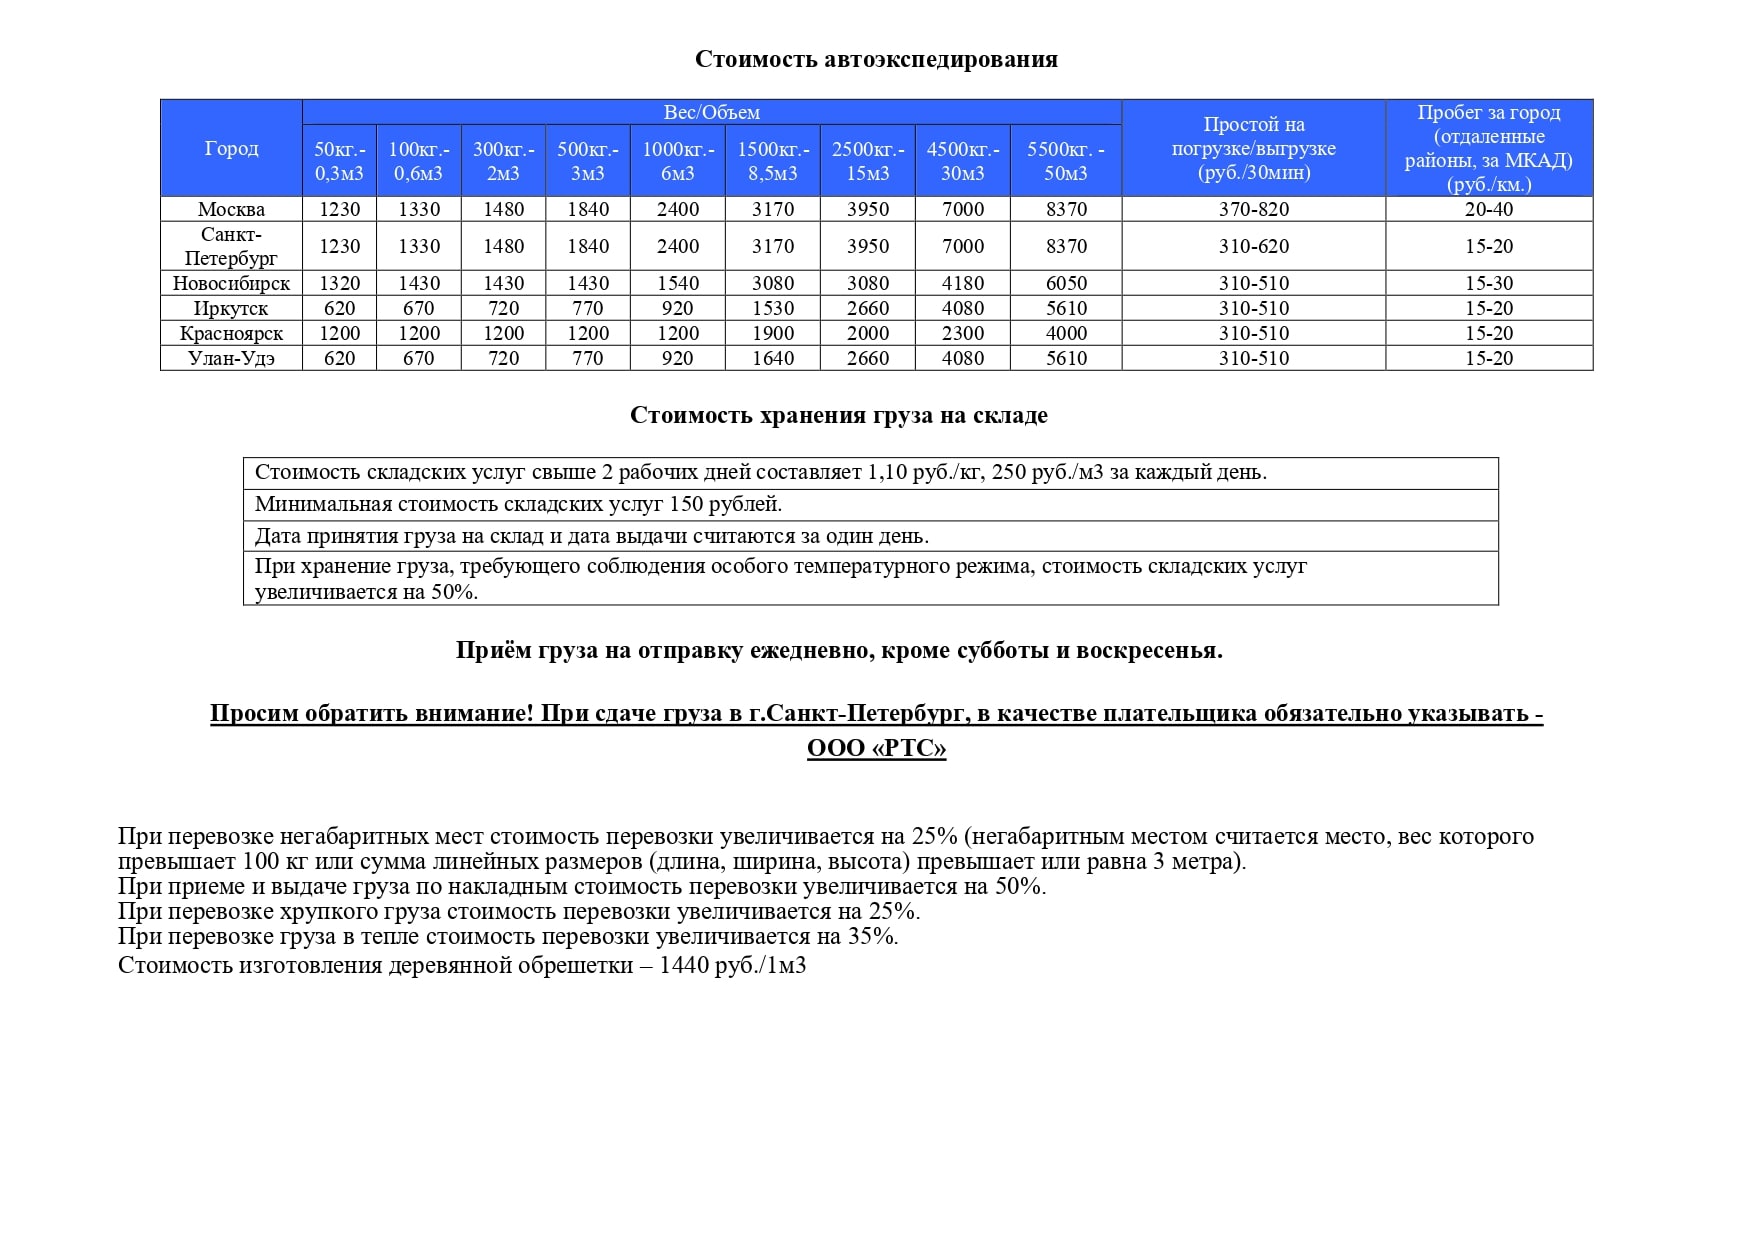 Стоимость автоэкспедирования
Город
Вес/Объем
Простой на
погрузке/выгрузке
(руб./30мин)
Пробег за город
(отдаленные
районы, за МКАД)
(руб./км.)
50кг.- 100кг.- 300кг.- 500кг.- 1000кг.- 1500кг.- 2500кг.- 4500кг.- 5500кг. -
0,3м3 0,6м3 2м3 3м3 6м3 8,5м3 15м3 30м3 50м3
Москва 1230 1330 1480 1840 2400 3170 3950 7000 8370 370-820 20-40
Санкт-
Петербург 1230 1330 1480 1840 2400 3170 3950 7000 8370 310-620 15-20
Новосибирск 1320 1430 1430 1430 1540 3080 3080 4180 6050 310-510 15-30
Иркутск 620 670 720 770 920 1530 2660 4080 5610 310-510 15-20
Красноярск 1200 1200 1200 1200 1200 1900 2000 2300 4000 310-510 15-20
Улан-Удэ 620 670 720 770 920 1640 2660 4080 5610 310-510 15-20
Стоимость хранения груза на складе
Стоимость складских услуг свыше 2 рабочих дней составляет 1,10 руб./кг, 250 руб./м3 за каждый день.
Минимальная стоимость складских услуг 150 рублей.
Дата принятия груза на склад и дата выдачи считаются за один день.
При хранение груза, требующего соблюдения особого температурного режима, стоимость складских услуг
увеличивается на 50%.
Приём груза на отправку ежедневно, кроме субботы и воскресенья.
Просим обратить внимание! При сдаче груза в г.Санкт-Петербург, в качестве плательщика обязательно указывать -
ООО «РТС»
При перевозке негабаритных мест стоимость перевозки увеличивается на 25% (негабаритным местом считается место, вес которого
превышает 100 кг или сумма линейных размеров (длина, ширина, высота) превышает или равна 3 метра).
При приеме и выдаче груза по накладным стоимость перевозки увеличивается на 50%.
При перевозке хрупкого груза стоимость перевозки увеличивается на 25%.
При перевозке груза в тепле стоимость перевозки увеличивается на 35%.
Стоимость изготовления деревянной обрешетки – 1440 руб./1м3